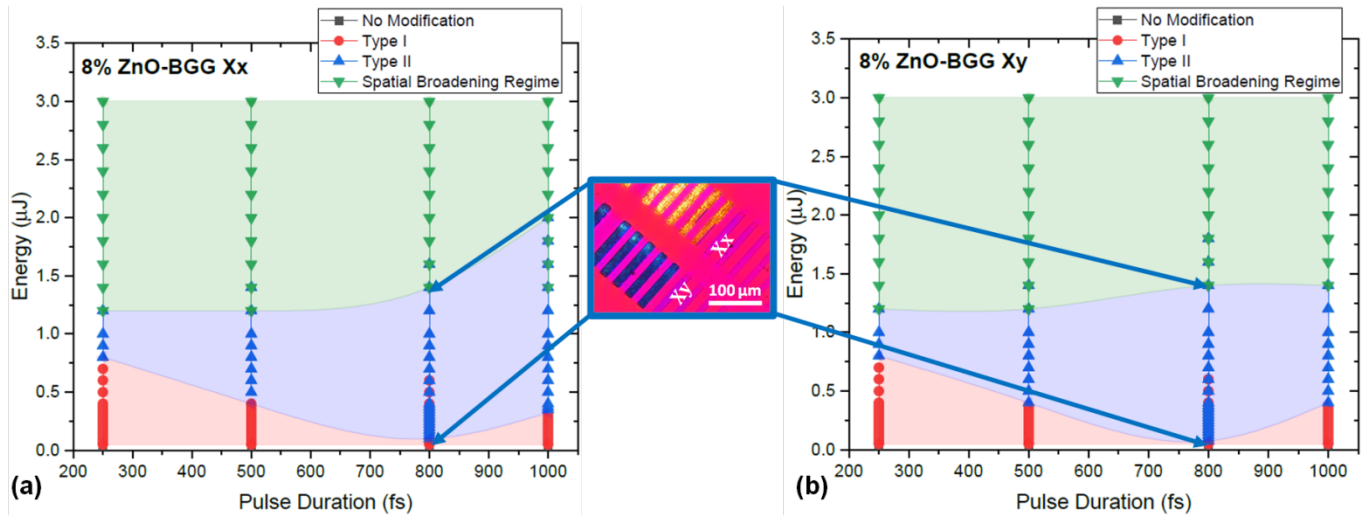 No Modification
Type I
Type II
Spatial Broadening Regime
8% ZnO-BGG Xx
3.5
3.0
2.5
2.0
1.5
1.0
0.5
0.0
Energy (μJ)
200 300 400 500 600 700 800 900 1000
Pulse Duration (fs)
(a)
Xx
Xy
100 μm
No Modification
Type I
Type II
Spatial Broadening Regime
8% ZnO-BGG Xy
3.5
3.0
2.5
2.0
1.5
1.0
0.5
0.0
Energy (μJ)
200 300 400 500 600 700 800 900 1000
Pulse Duration (fs)
(b)